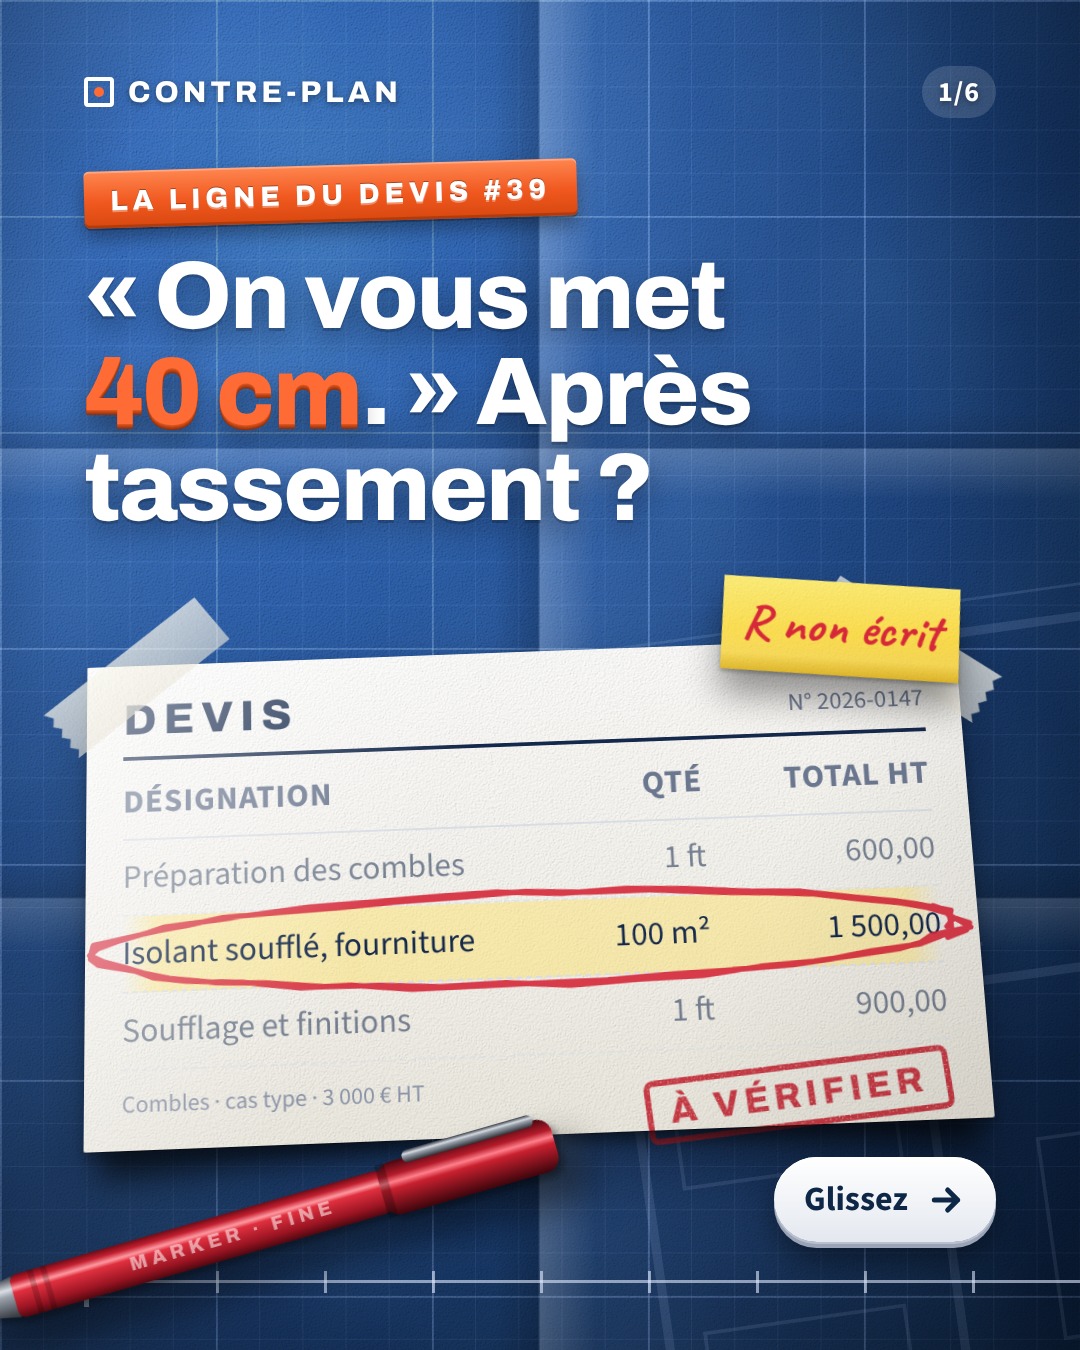 CONTRE-PLAN
1/6
LA LIGNE DU DEVIS #39
« On vous met
40 cm. » Après
tassement ?
R non écrit
DEVIS
N° 2026-0147
DÉSIGNATION QTÉ TOTAL HT
Préparation des combles 1 ft 600,00
Isolant soufflé, fourniture 100 m² 1 500,00
Soufflage et finitions 1 ft 900,00
Combles · cas type · 3 000 € HT
À VÉRIFIER
MARKER · FINE
Glissez →